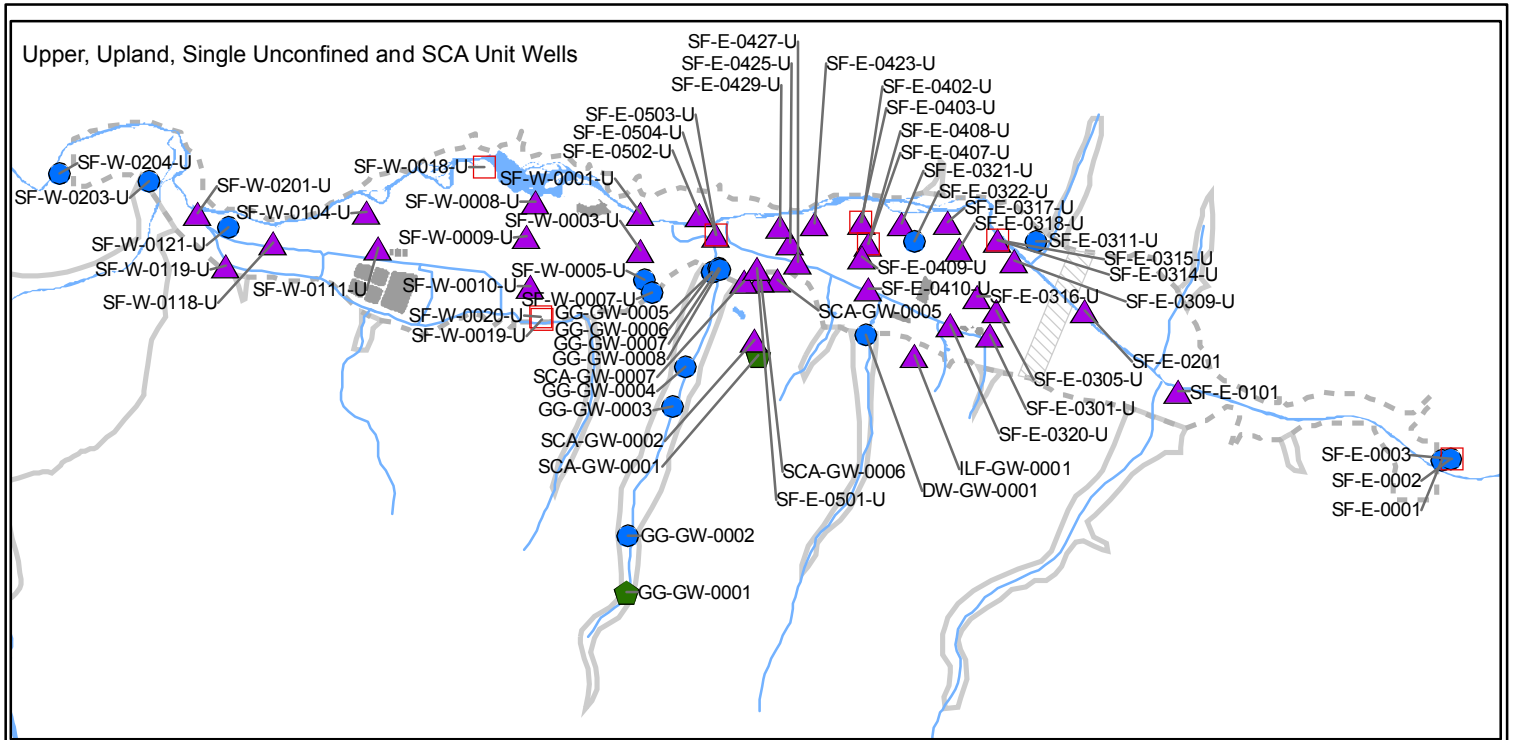 Upper, Upland, Single Unconfined and SCA Unit Wells
SF-E-0427-U
SF-E-0425-U
SF-E-0429-U
SF-E-0423-U
SF-E-0402-U
SF-E-0403-U
SF-E-0408-U
SF-E-0407-U
SF-E-0321-U
SF-E-0322-U
SF-E-0317-U
SF-E-0318-U
SF-E-0311-U
SF-E-0315-U
SF-E-0314-U
SF-E-0309-U
SF-E-0503-U
SF-E-0504-U
SF-E-0502-U
SF-W-0018-U
SF-W-0001-U
SF-W-0204-U
SF-W-0203-U
SF-W-0201-U
SF-W-0104-U
SF-W-0008-U
SF-W-0003-U
SF-W-0121-U
SF-W-0009-U
SF-W-0119-U
SF-W-0005-U
SF-W-0118-U
SF-W-0111-U
SF-W-0010-U
SF-W-0007-U
SF-W-0020-U
SF-W-0019-U
GG-GW-0005
GG-GW-0006
GG-GW-0007
GG-GW-0008
SCA-GW-0007
GG-GW-0004
GG-GW-0003
SCA-GW-0002
SCA-GW-0001
SF-E-0409-U
SF-E-0410-U
SF-E-0316-U
SCA-GW-0005
SF-E-0201
SF-E-0305-U
SF-E-0101
SF-E-0301-U
SF-E-0320-U
ILF-GW-0001
DW-GW-0001
SCA-GW-0006
SF-E-0501-U
SF-E-0003
SF-E-0002
SF-E-0001
GG-GW-0002
GG-GW-0001